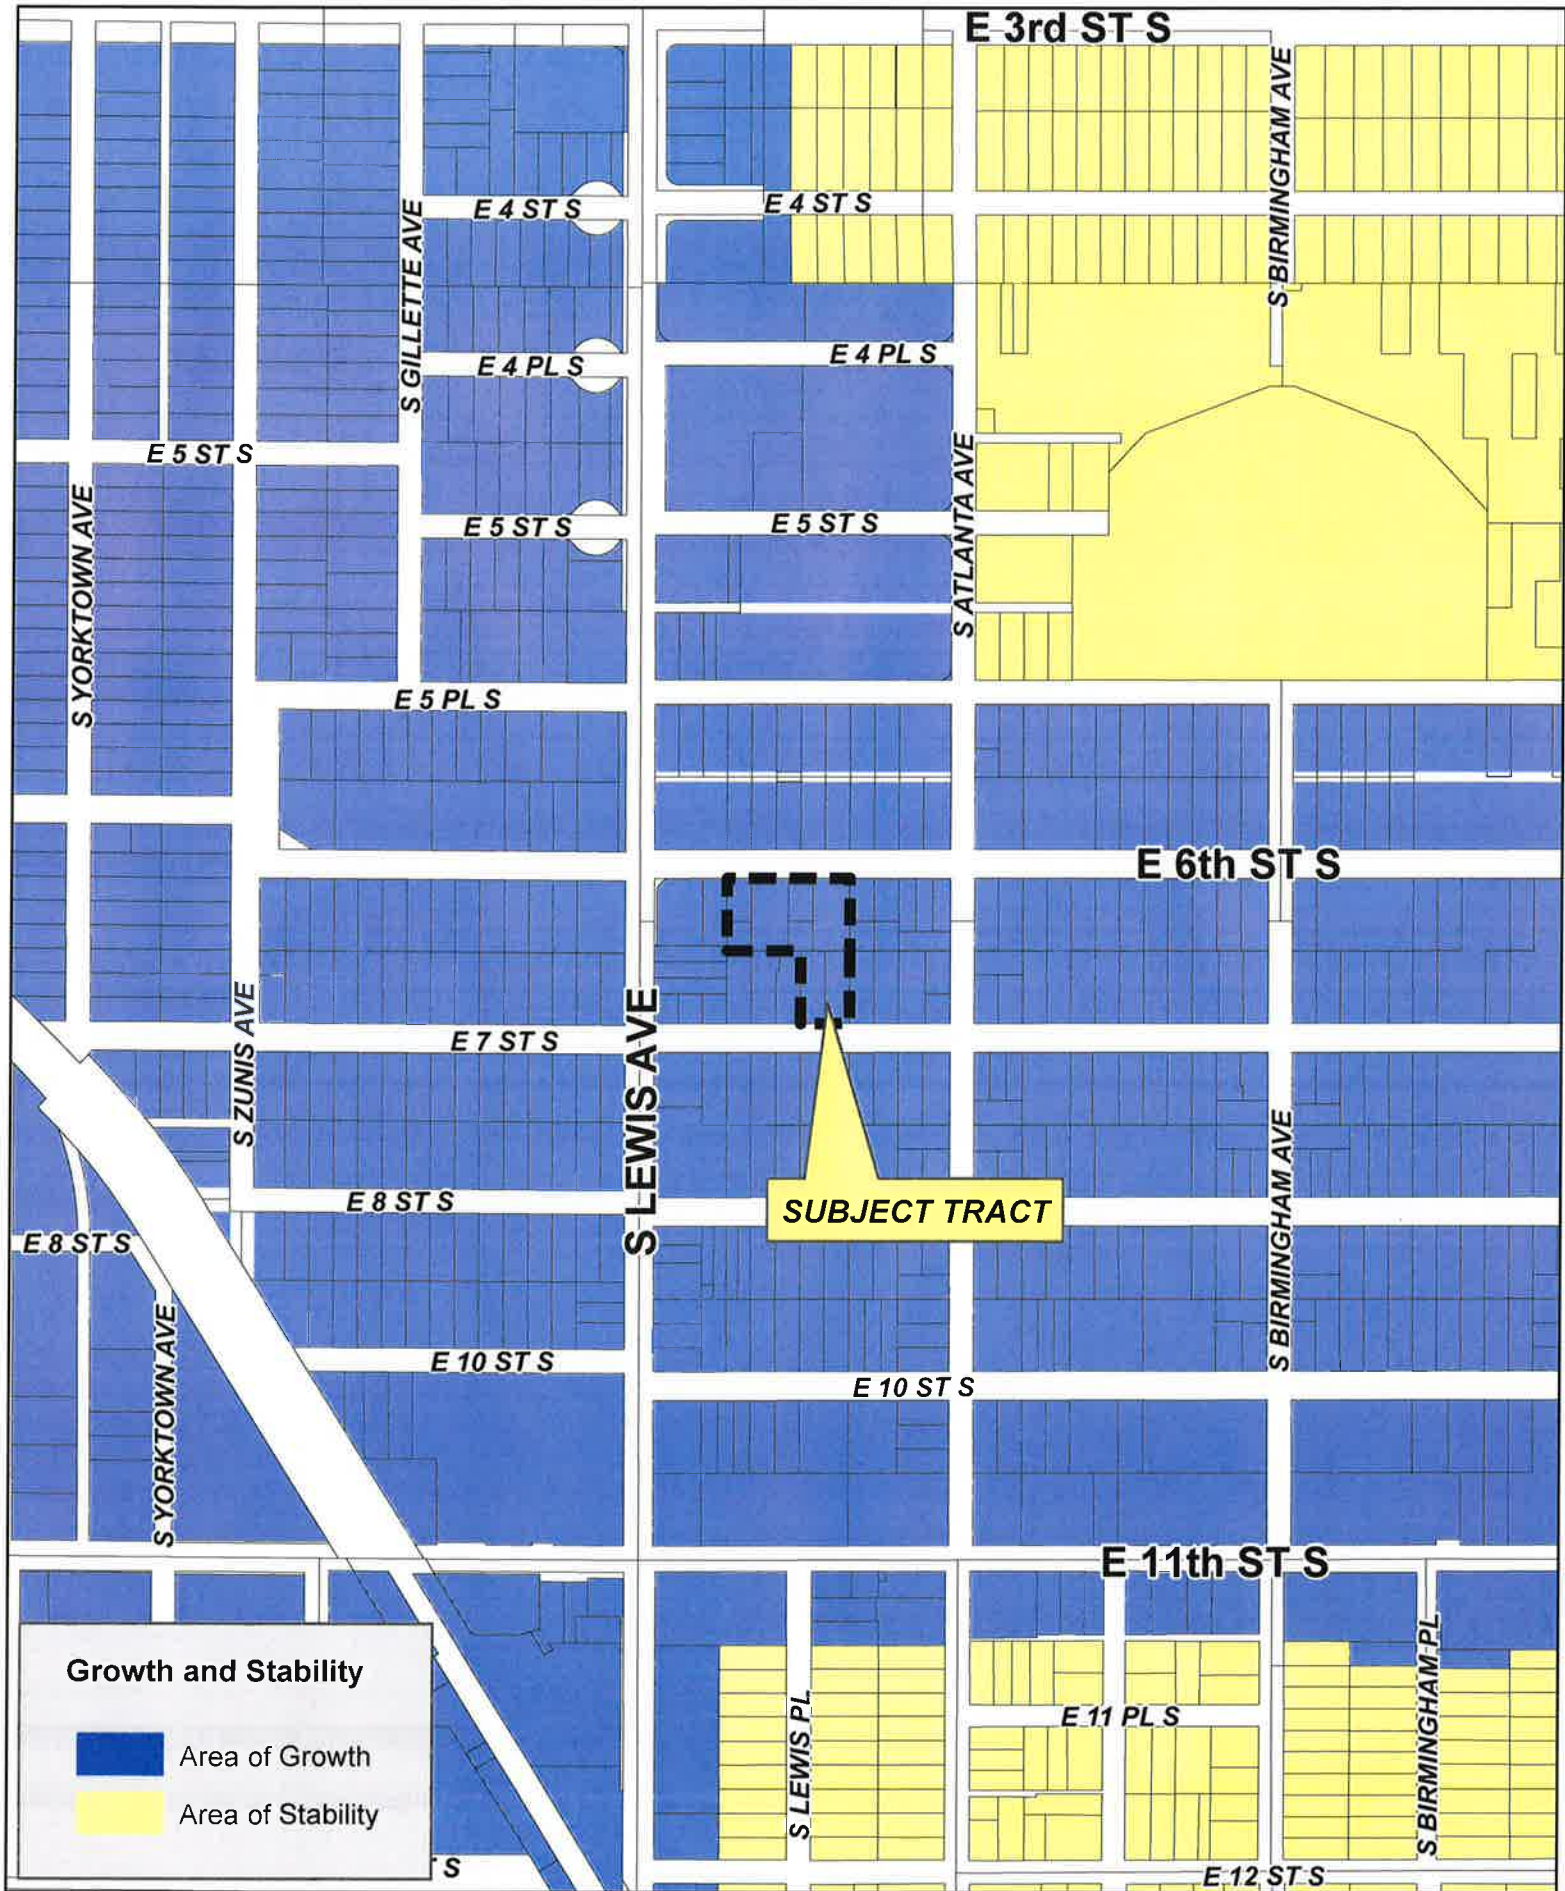 E 3rd ST S
S BIRMINGHAM AVE
E 4 ST S
E 4 ST S
S GILLETTE AVE
E 4 PL S
E 4 PL S
E 5 ST S
S YORKTOWN AVE
E 5 ST S
E 5 ST S
S ATLANTA AVE
E 5 PL S
E 6th ST S
S ZUNIS AVE
E 7 ST S
S LEWIS AVE
SUBJECT TRACT
E 8 ST S
E 8 ST S
S BIRMINGHAM AVE
S YORKTOWN AVE
E 10 ST S
E 10 ST S
E 11th ST S
Growth and Stability
Area of Growth
Area of Stability
S LEWIS PL
E 11 PL S
S BIRMINGHAM PL
S
E 12 ST S